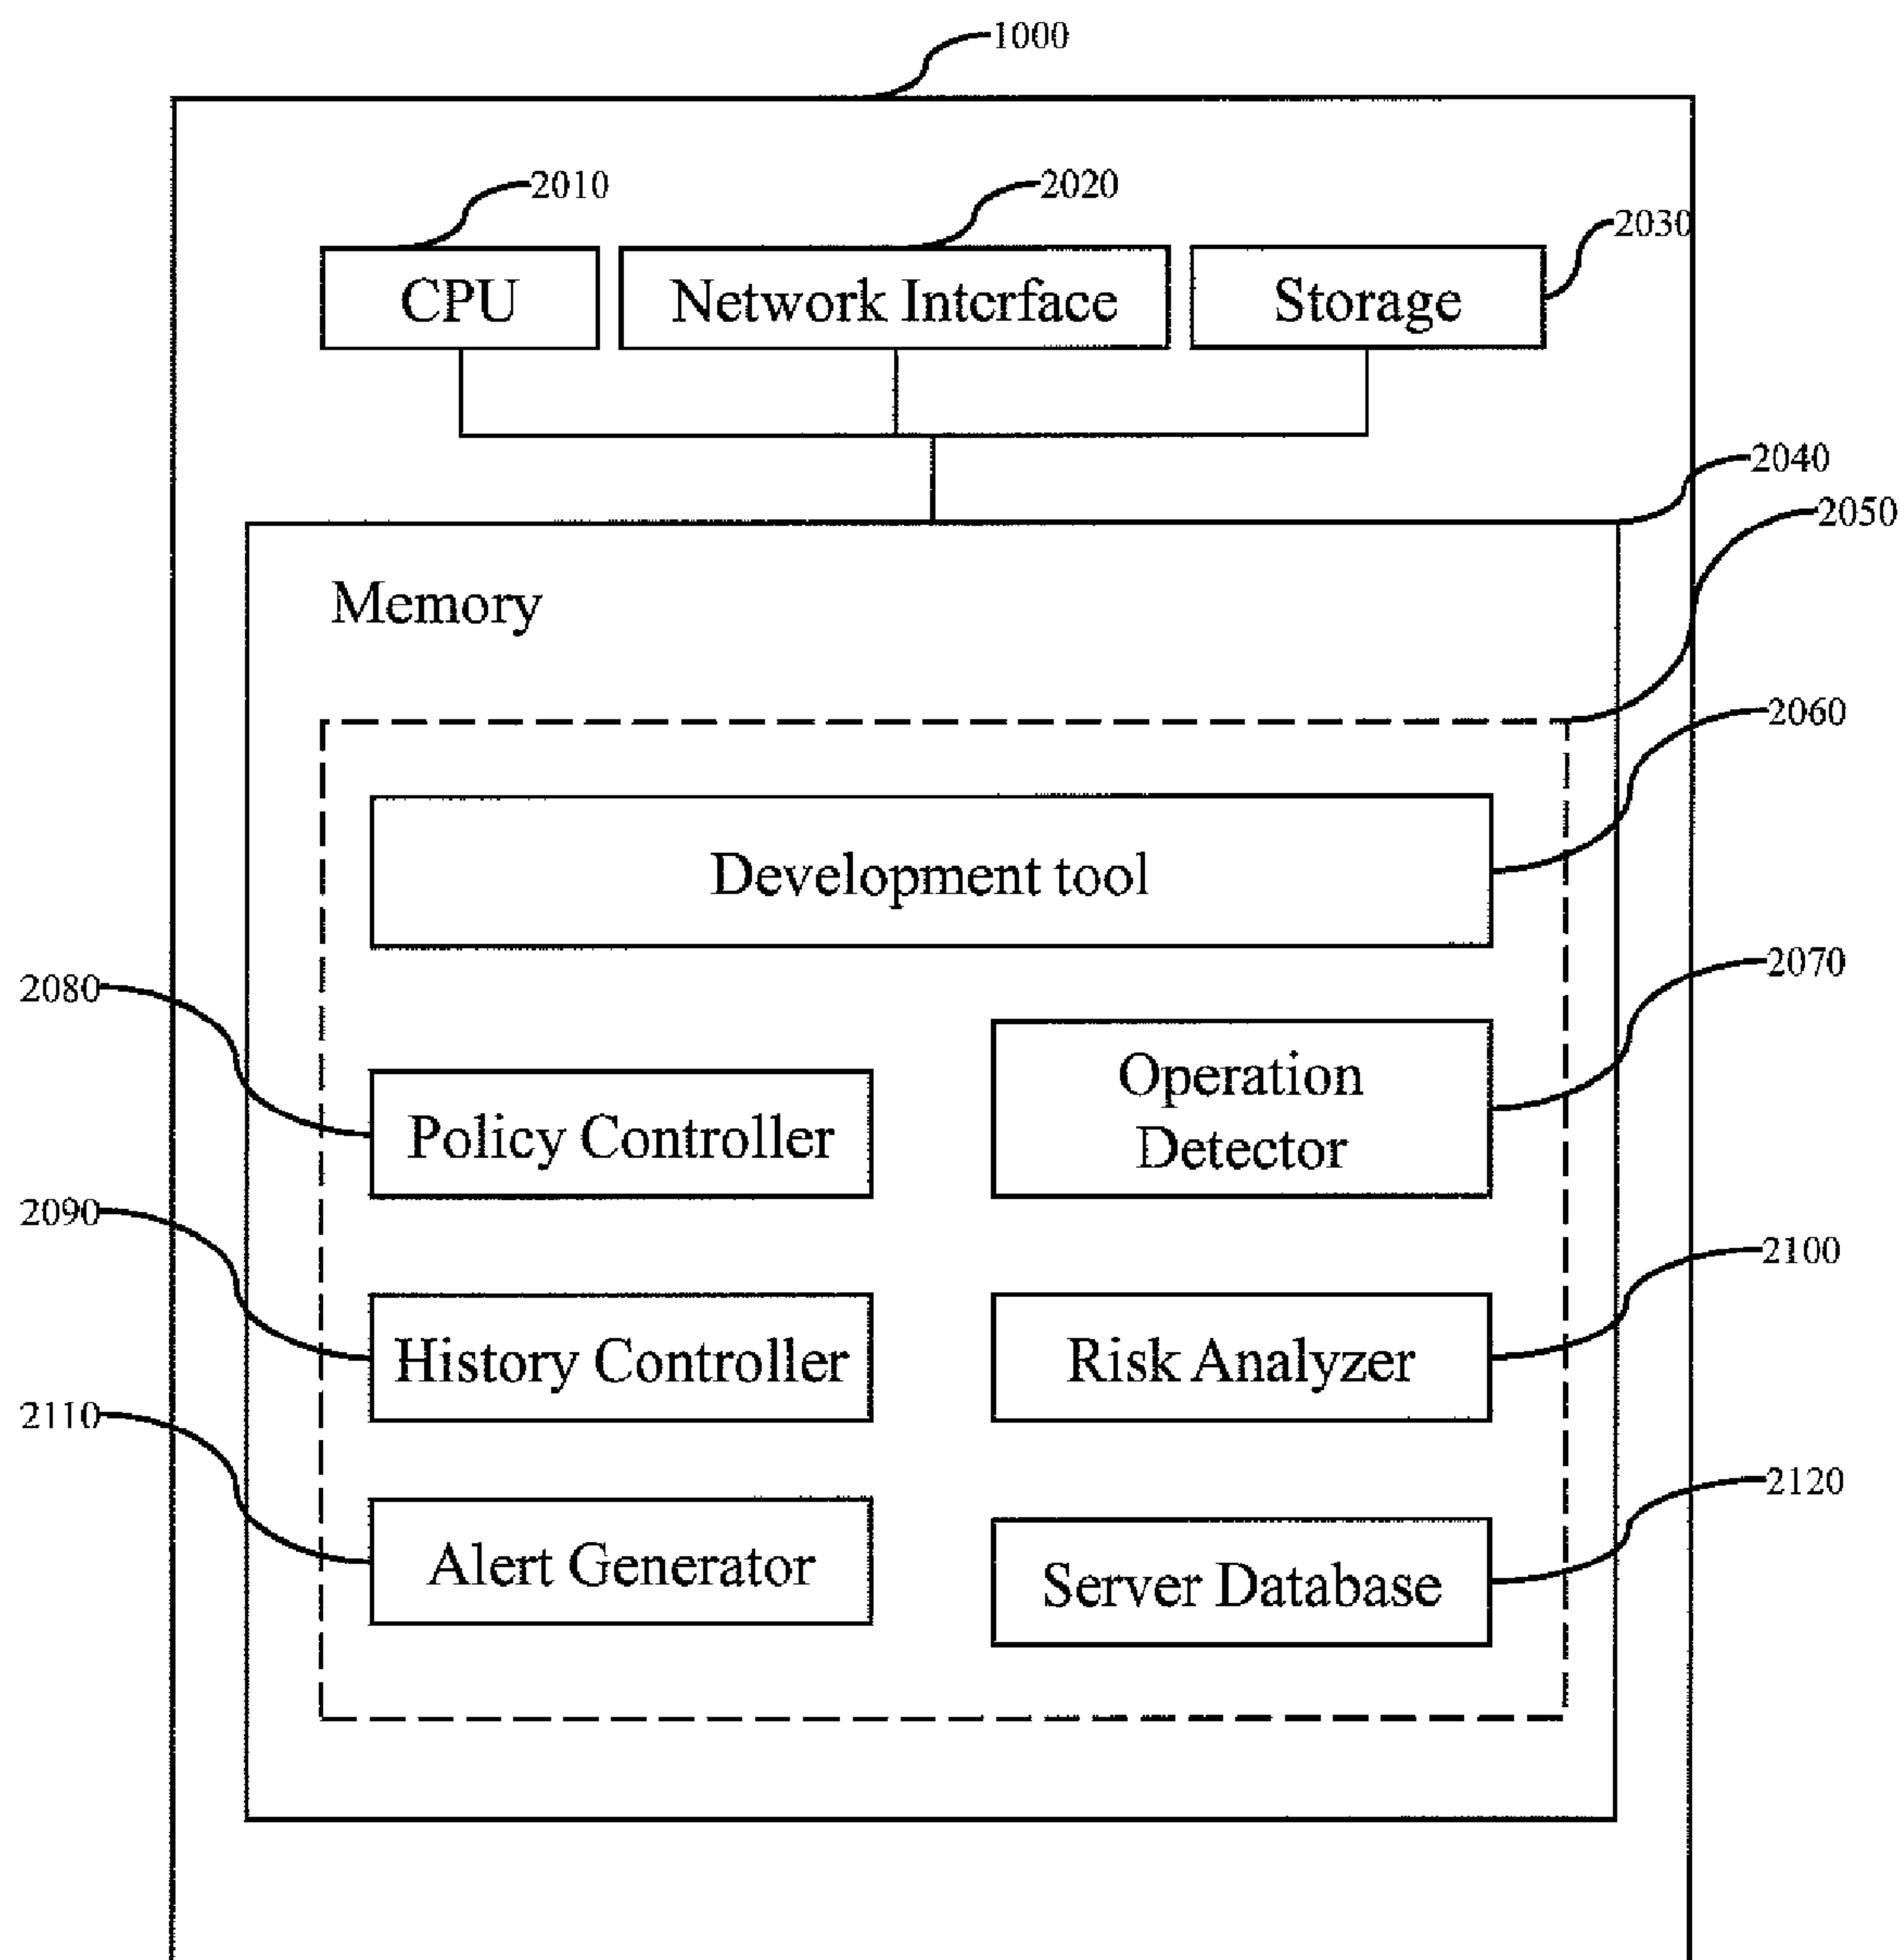 1000
2010
2020
2030
CPU
Network Interface
Storage
2040
2050
Memory
2060
Development tool
2070
2080
Operation
Detector
Policy Controller
2090
2100
History Controller
Risk Analyzer
2110
2120
Alert Generator
Server Database